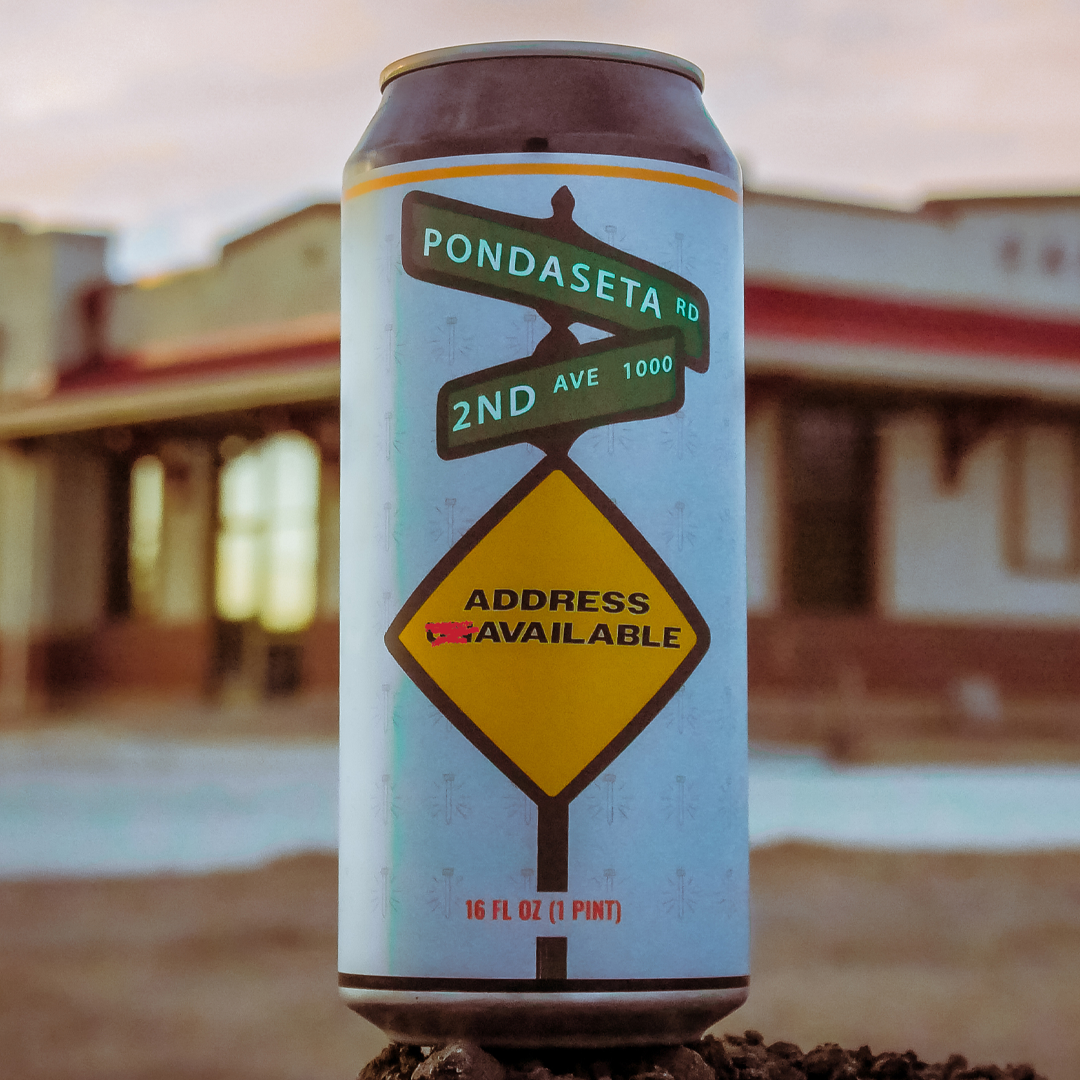 PONDASETA RD
2ND AVE 1000
ADDRESS
AVAILABLE
16 FL OZ (1 PINT)